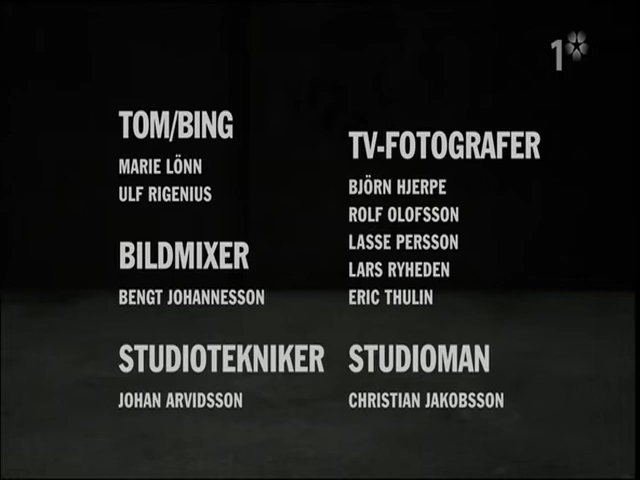 1
TOM/BING
MARIE LÖNN
ULF RIGENIUS
BILDMIXER
BENGT JOHANNESSON
STUDIOTEKNIKER
JOHAN ARVIDSSON
TV-FOTOGRAFER
BJÖRN HJERPE
ROLF OLOFSSON
LASSE PERSSON
LARS RYHEDEN
ERIC THULIN
STUDIOMAN
CHRISTIAN JAKOBSSON